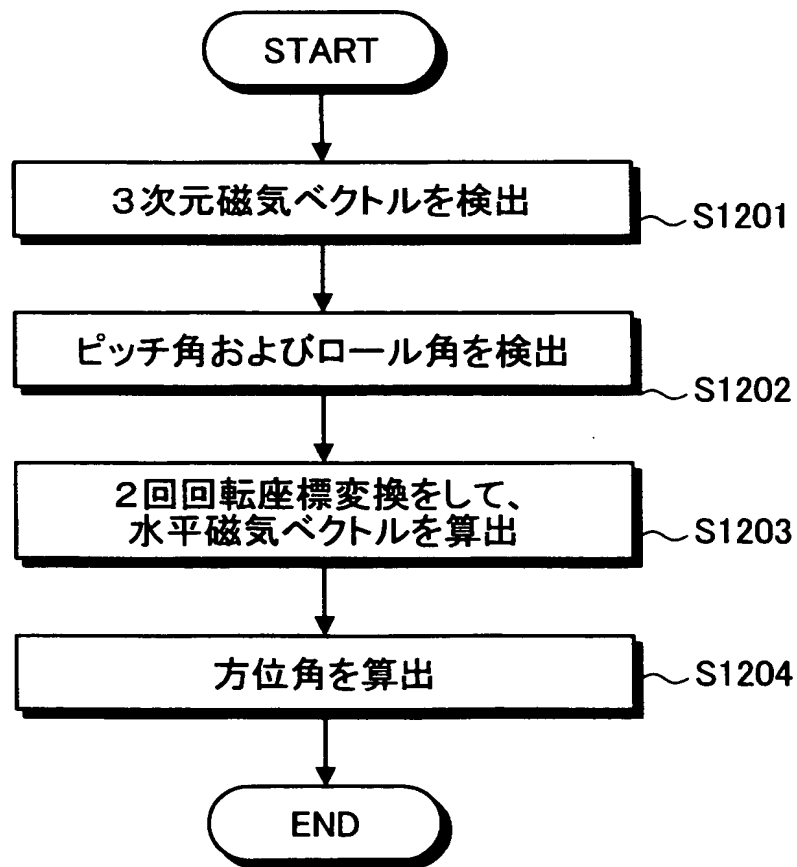 START
3次元磁気ベクトルを検出
S1201
ピッチ角およびロール角を検出
S1202
2回回転座標変換をして、
水平磁気ベクトルを算出
S1203
方位角を算出
S1204
END